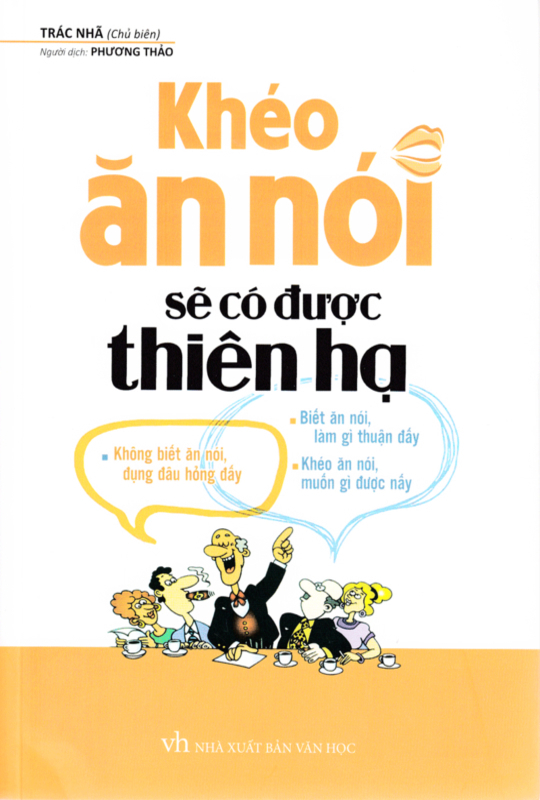 TRÁC NHÃ (Chủ biên)
Người dịch: PHƯƠNG THẢO
Khéo
ăn nói
sẽ có được
thiên hạ
Không biết ăn nói,
đụng đâu hỏng đấy
Biết ăn nói,
làm gì thuận đấy
Khéo ăn nói,
muốn gì được nấy
vh NHÀ XUẤT BẢN VĂN HỌC